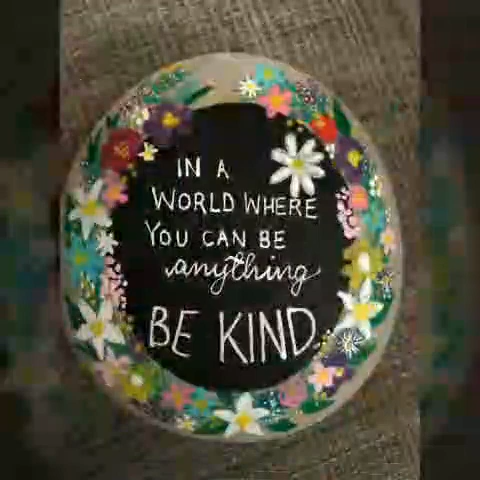 IN A
WORLD WHERE
YOU CAN BE
anything
BE KIND